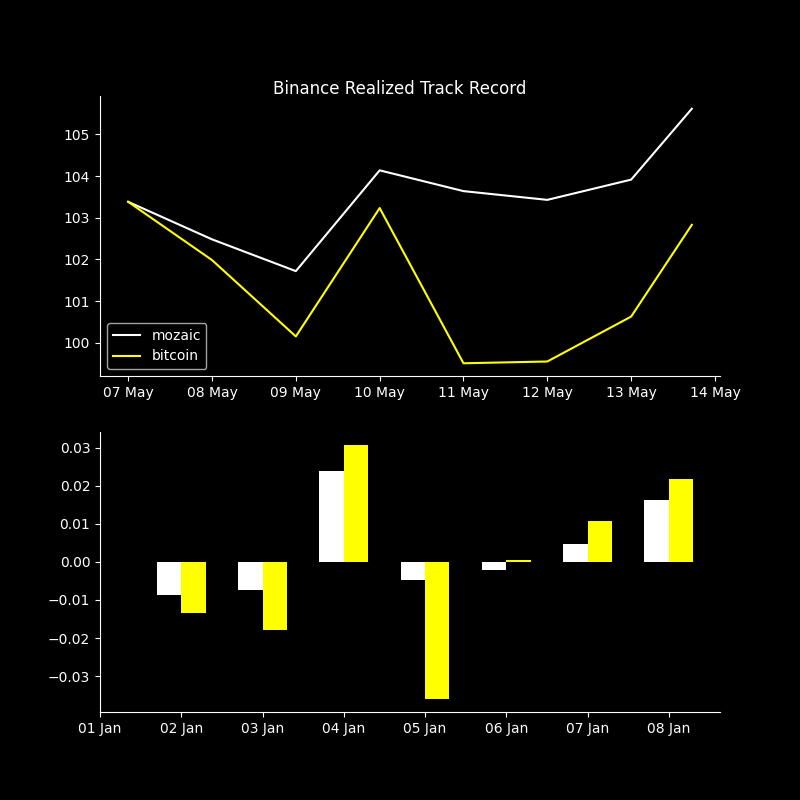 Binance Realized Track Record
105
104
103
102
101
100
mozaic
bitcoin
07 May 08 May 09 May 10 May 11 May 12 May 13 May 14 May
0.03
0.02
0.01
0.00
−0.01
−0.02
−0.03
01 Jan 02 Jan 03 Jan 04 Jan 05 Jan 06 Jan 07 Jan 08 Jan